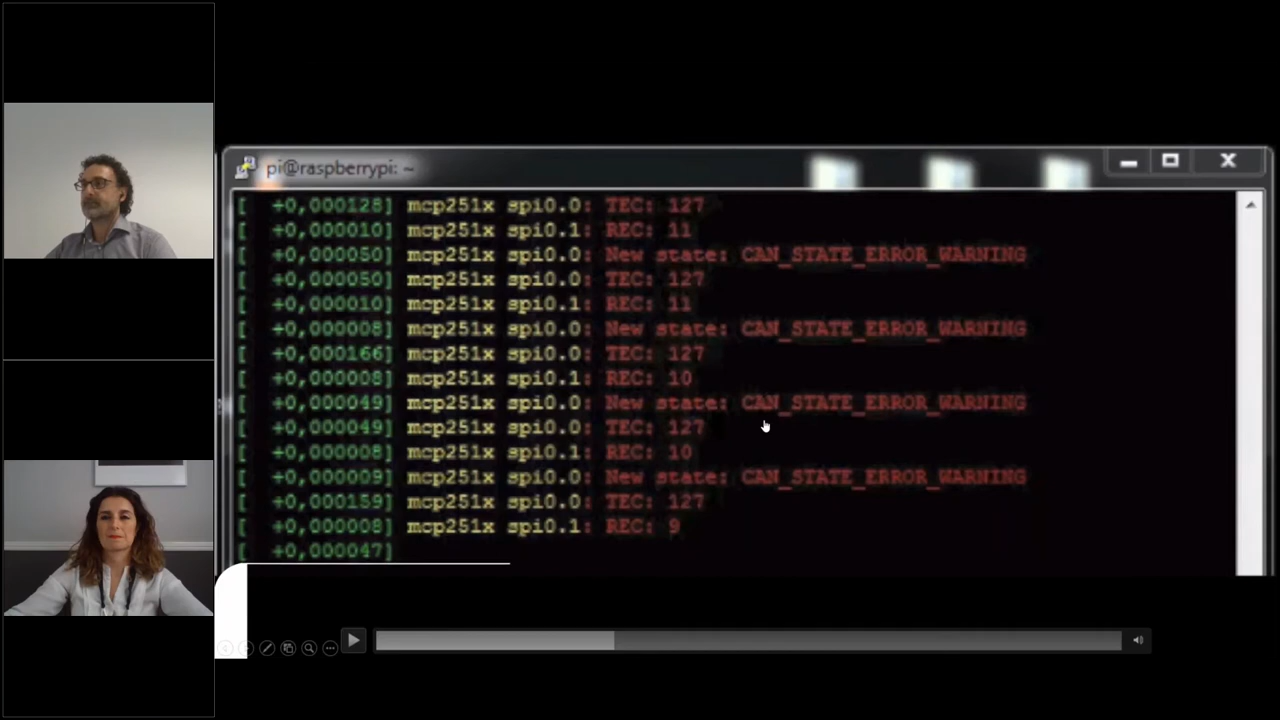 pi@raspberrypi: ~
[ +0,000128] mcp251x spi0.0: TEC: 127
[ +0,000010] mcp251x spi0.1: REC: 11
[ +0,000050] mcp251x spi0.0: New state: CAN_STATE_ERROR_WARNING
[ +0,000050] mcp251x spi0.0: TEC: 127
[ +0,000010] mcp251x spi0.1: REC: 11
[ +0,000008] mcp251x spi0.0: New state: CAN_STATE_ERROR_WARNING
[ +0,000166] mcp251x spi0.0: TEC: 127
[ +0,000008] mcp251x spi0.1: REC: 10
[ +0,000049] mcp251x spi0.0: New state: CAN_STATE_ERROR_WARNING
[ +0,000049] mcp251x spi0.0: TEC: 127
[ +0,000008] mcp251x spi0.1: REC: 10
[ +0,000009] mcp251x spi0.0: New state: CAN_STATE_ERROR_WARNING
[ +0,000159] mcp251x spi0.0: TEC: 127
[ +0,000008] mcp251x spi0.1: REC: 9
[ +0,000047]